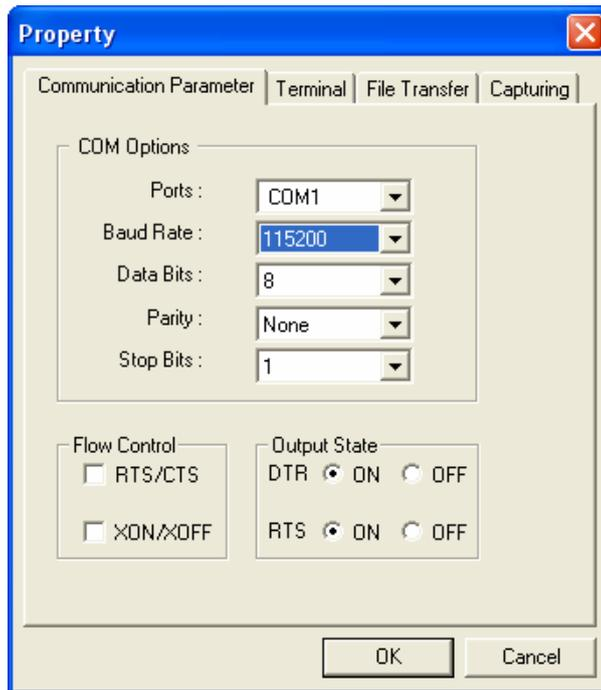 Property
Communication Parameter Terminal File Transfer Capturing
COM Options
Ports : COM1
Baud Rate : 115200
Data Bits : 8
Parity : None
Stop Bits : 1
Flow Control
RTS/CTS
XON/XOFF
Output State
DTR ON OFF
RTS ON OFF
OK Cancel